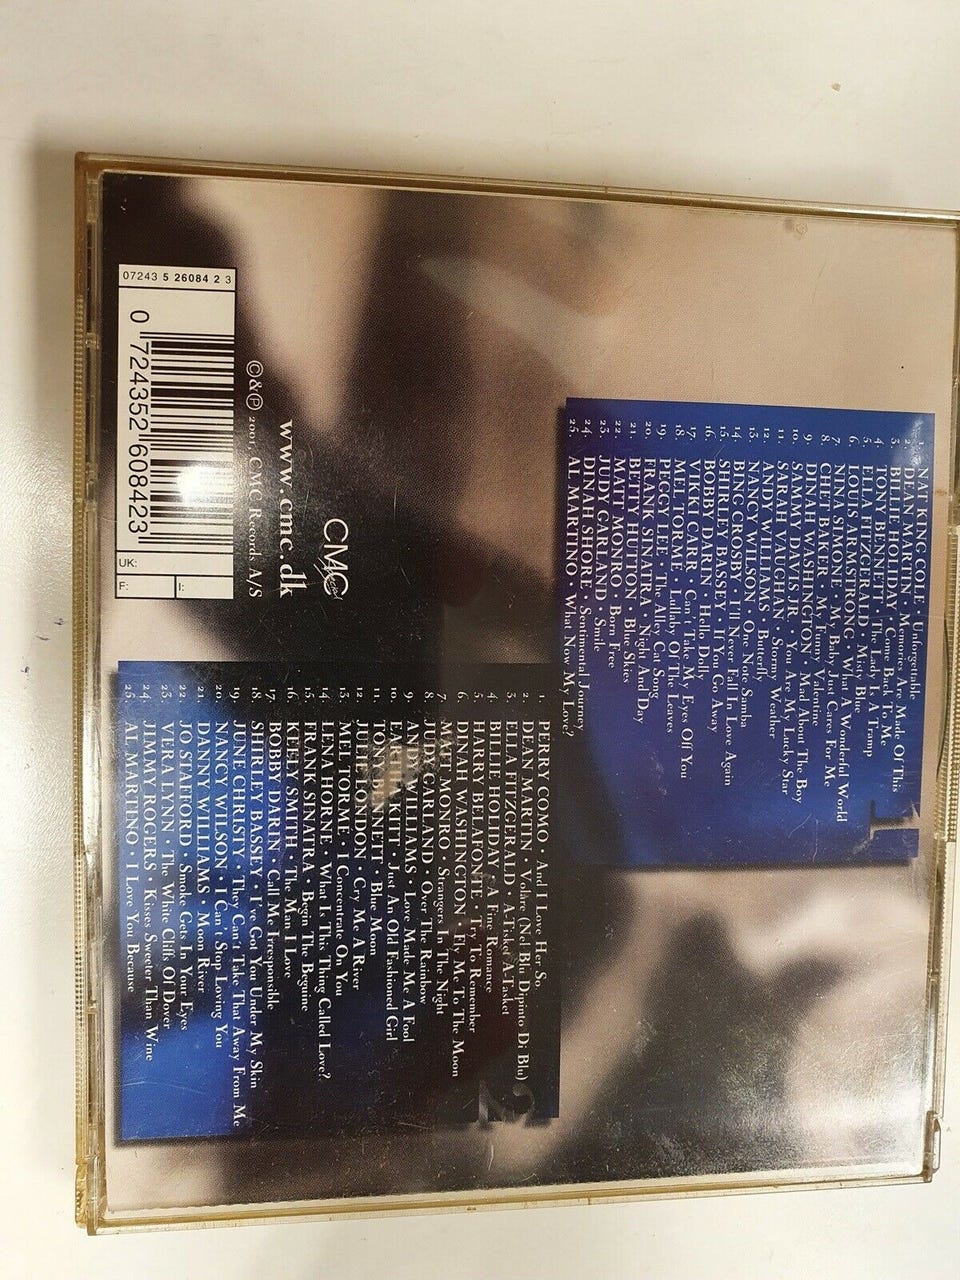 1
1. NAT KING COLE • Unforgettable
2. DEAN MARTIN • Memories Are Made Of This
3. BILLIE HOLIDAY • Come Back To Me
4. TONY BENNETT • The Lady Is A Tramp
5. ELLA FITZGERALD • Misty Blue
6. LOUIS ARMSTRONG • What A Wonderful World
7. NINA SIMONE • My Baby Just Cares For Me
8. CHET BAKER • My Funny Valentine
9. DINAH WASHINGTON • Mad About The Boy
10. SAMMY DAVIS JR • You Are My Lucky Star
11. SARAH VAUGHAN • Stormy Weather
12. ANDY WILLIAMS • Butterfly
13. NANCY WILSON • One Note Samba
14. BING CROSBY • I'll Never Fall In Love Again
15. SHIRLEY BASSEY • If You Go Away
16. BOBBY DARIN • Hello Dolly
17. VIKKI CARR • Can't Take My Eyes Off You
18. MEL TORME • Lullaby Of The Leaves
19. PEGGY LEE • The Alley Cat Song
20. FRANK SINATRA • Night And Day
21. BETTY HUTTON • Blue Skies
22. MATT MONRO • Born Free
23. JUDY GARLAND • Smile
24. DINAH SHORE • Sentimental Journey
25. AL MARTINO • What Now My Love?
2
1. PERRY COMO • And I Love Her So
2. DEAN MARTIN • Volare (Nel Blu Dipinto Di Blu)
3. ELLA FITZGERALD • A-Tisket A-Tasket
4. BILLIE HOLIDAY • A Fine Romance
5. HARRY BELAFONTE • Try To Remember
6. DINAH WASHINGTON • Fly Me To The Moon
7. MATT MONRO • Strangers In The Night
8. JUDY GARLAND • Over The Rainbow
9. ANDY WILLIAMS • Love Made Me A Fool
10. EARTHA KITT • Just An Old Fashioned Girl
11. TONY BENNETT • Blue Moon
12. JULIE LONDON • Cry Me A River
13. MEL TORME • I Concentrate On You
14. LENA HORNE • What Is This Thing Called Love?
15. FRANK SINATRA • Begin The Beguine
16. KEELY SMITH • The Man I Love
17. BOBBY DARIN • Call Me Irresponsible
18. SHIRLEY BASSEY • I've Got You Under My Skin
19. JUNE CHRISTY • They Can't Take That Away From Me
20. NANCY WILSON • I Can't Stop Loving You
21. DANNY WILLIAMS • Moon River
22. JO STAFFORD • Smoke Gets In Your Eyes
23. VERA LYNN • The White Cliffs Of Dover
24. JIMMY ROGERS • Kisses Sweeter Than Wine
25. AL MARTINO • I Love You Because
CMC
www.cmc.dk
©&℗ 2001, CMC Records A/S
07243 5 26084 2 3
0 724352 608423
UK:
F:
I: